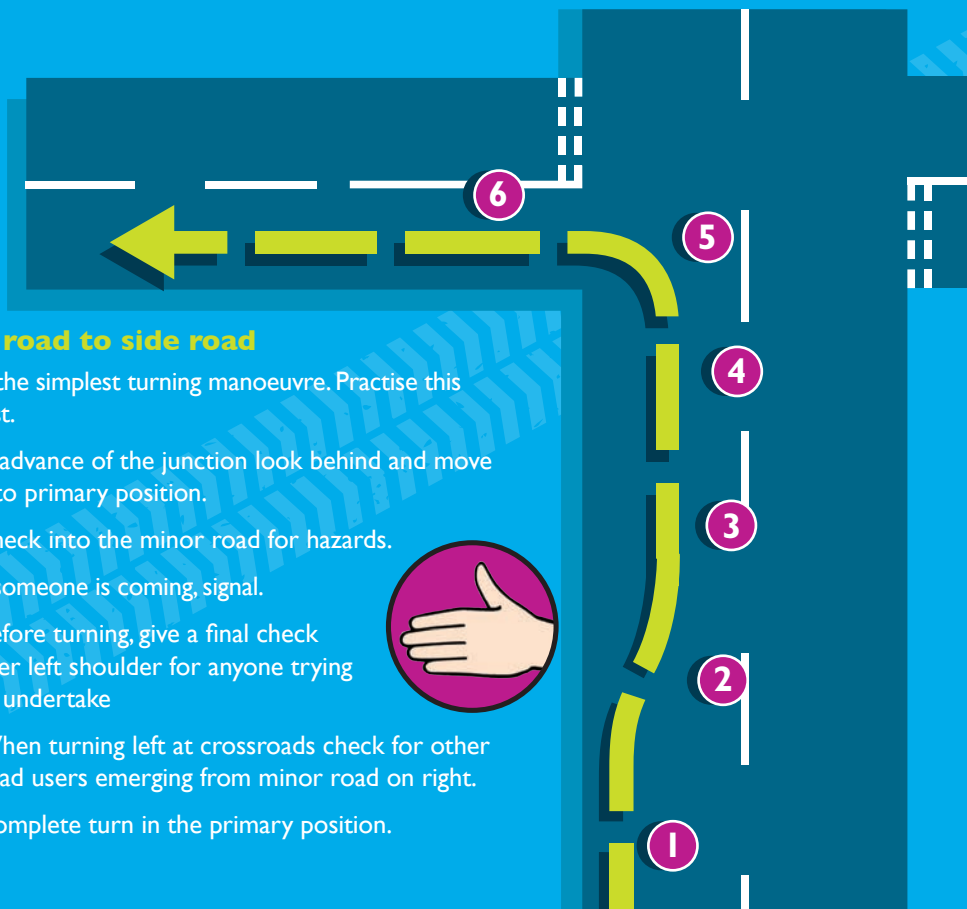 6
5
road to side road
the simplest turning manoeuvre. Practise this
st.
4
advance of the junction look behind and move
to primary position.
3
heck into the minor road for hazards.
someone is coming, signal.
efore turning, give a final check
er left shoulder for anyone trying
undertake
2
hen turning left at crossroads check for other
ad users emerging from minor road on right.
omplete turn in the primary position.
1